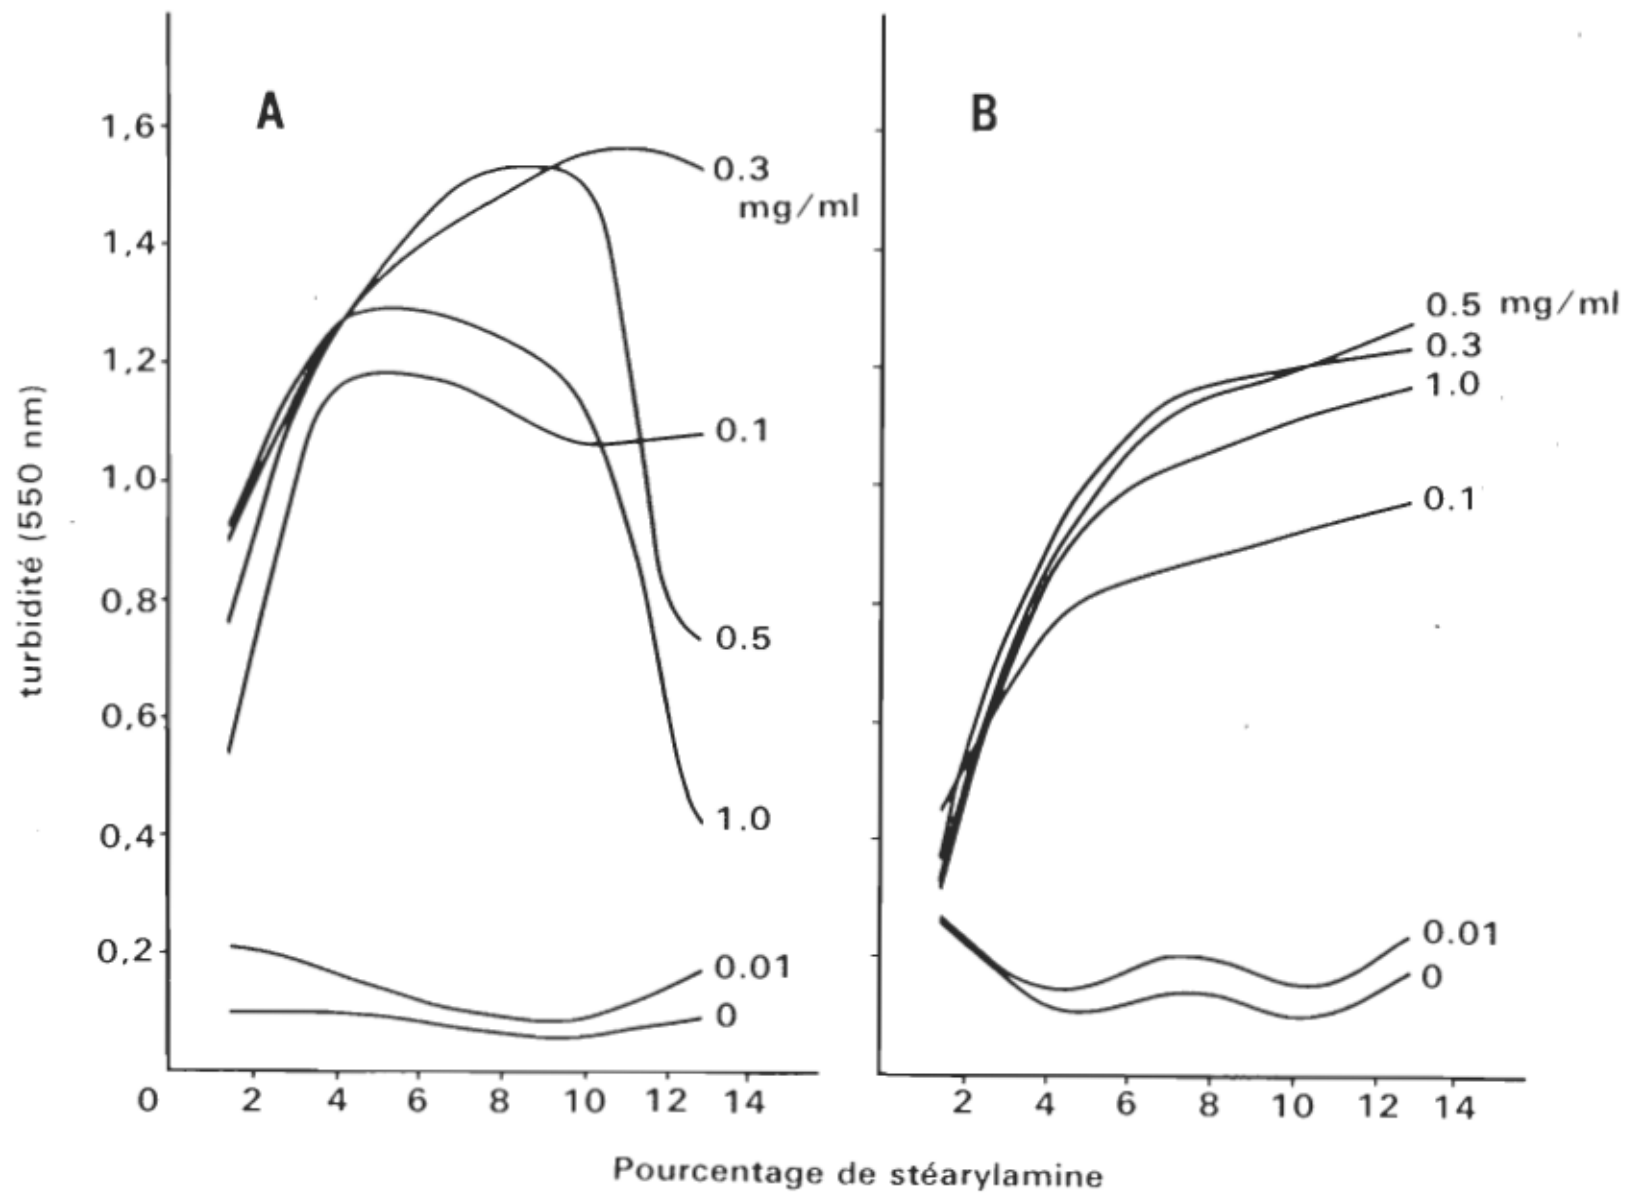 A
B
1,6
0.3
mg/ml
1,4
0.5 mg/ml
0.3
1.0
1,2
0.1
0.1
1,0
0,8
0.5
0,6
1.0
0,4
0.01
0
0.01
0
0,2
turbidité (550 nm)
0 2 4 6 8 10 12 14
2 4 6 8 10 12 14
Pourcentage de stéarylamine